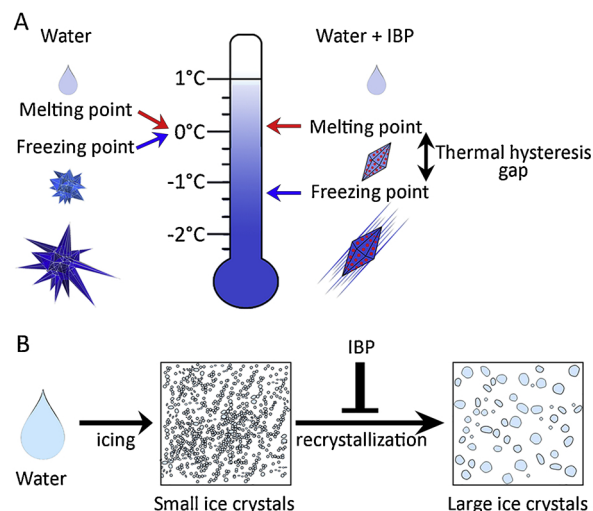 A
Water
Water + IBP
1°C
Melting point
0°C
Melting point
Freezing point
Thermal hysteresis
gap
-1°C
Freezing point
-2°C
B
IBP
icing
recrystallization
Water
Small ice crystals
Large ice crystals